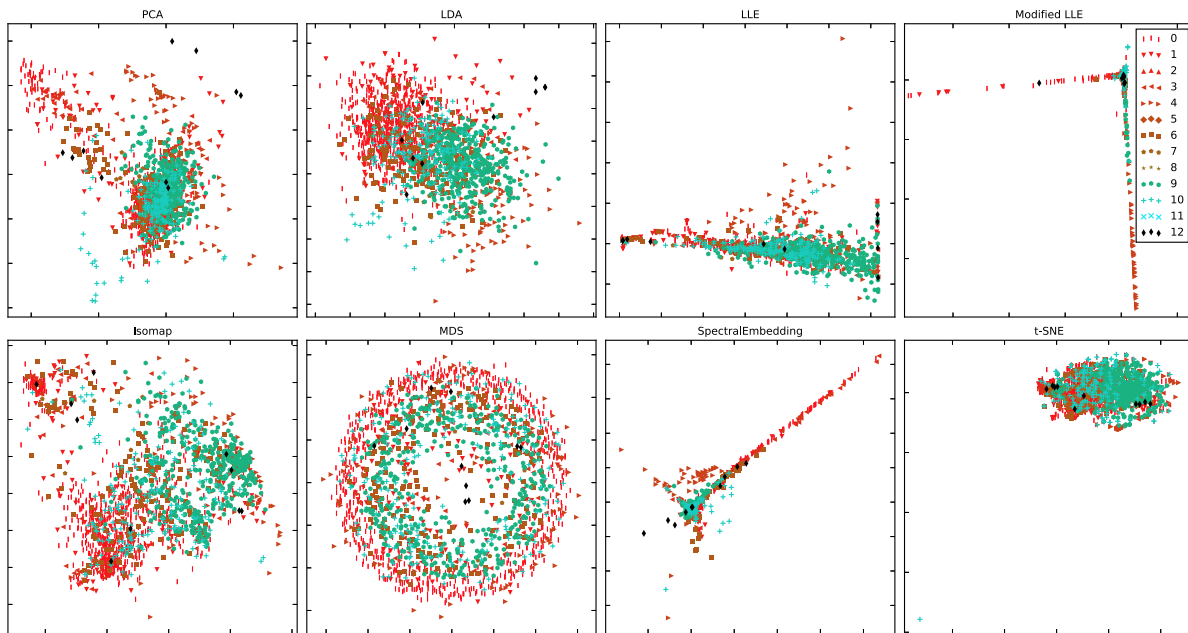 PCA
LDA
LLE
Modified LLE
0
1
2
3
4
5
6
7
8
9
10
11
12
Isomap
MDS
SpectralEmbedding
t-SNE